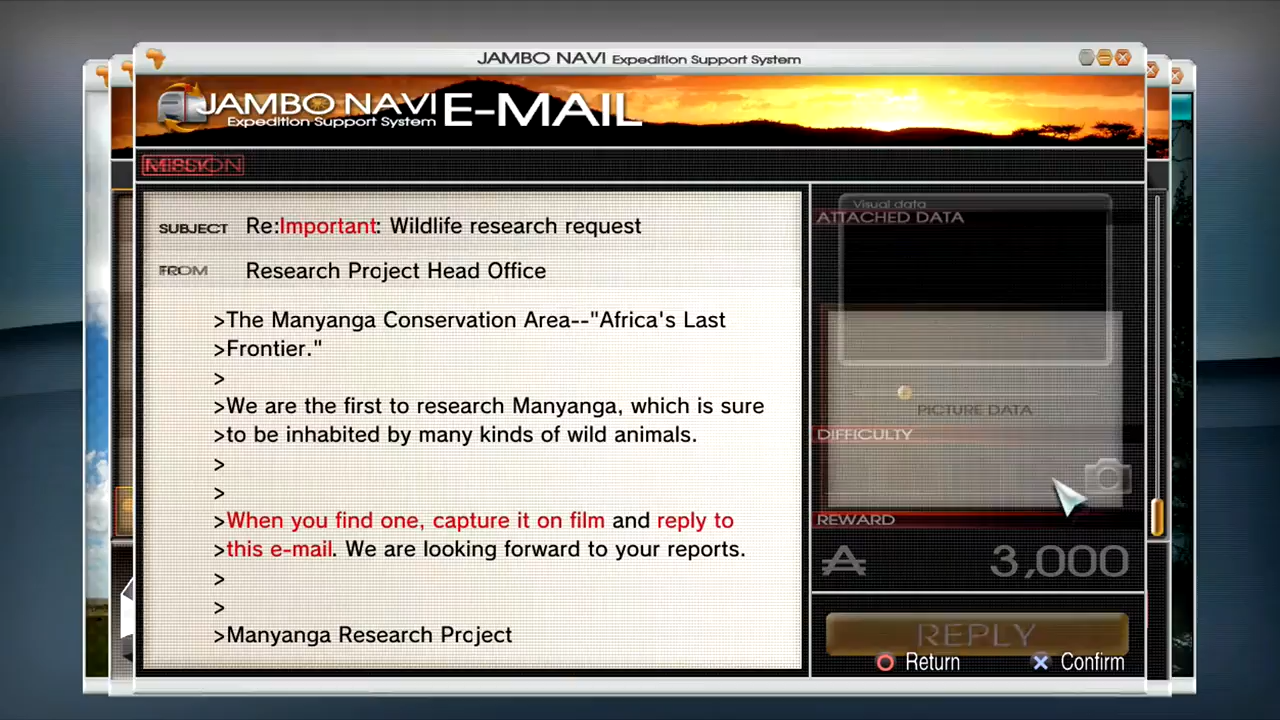 JAMBO NAVI Expedition Support System
JAMBO NAVI E-MAIL
Expedition Support System
MISSION
SUBJECT Re:Important: Wildlife research request
FROM Research Project Head Office
>The Manyanga Conservation Area--"Africa's Last
>Frontier."
>
>We are the first to research Manyanga, which is sure
>to be inhabited by many kinds of wild animals.
>
>
>When you find one, capture it on film and reply to
>this e-mail. We are looking forward to your reports.
>
>
>Manyanga Research Project
Visual data
ATTACHED DATA
PICTURE DATA
DIFFICULTY
REWARD
3,000
REPLY
Return Confirm